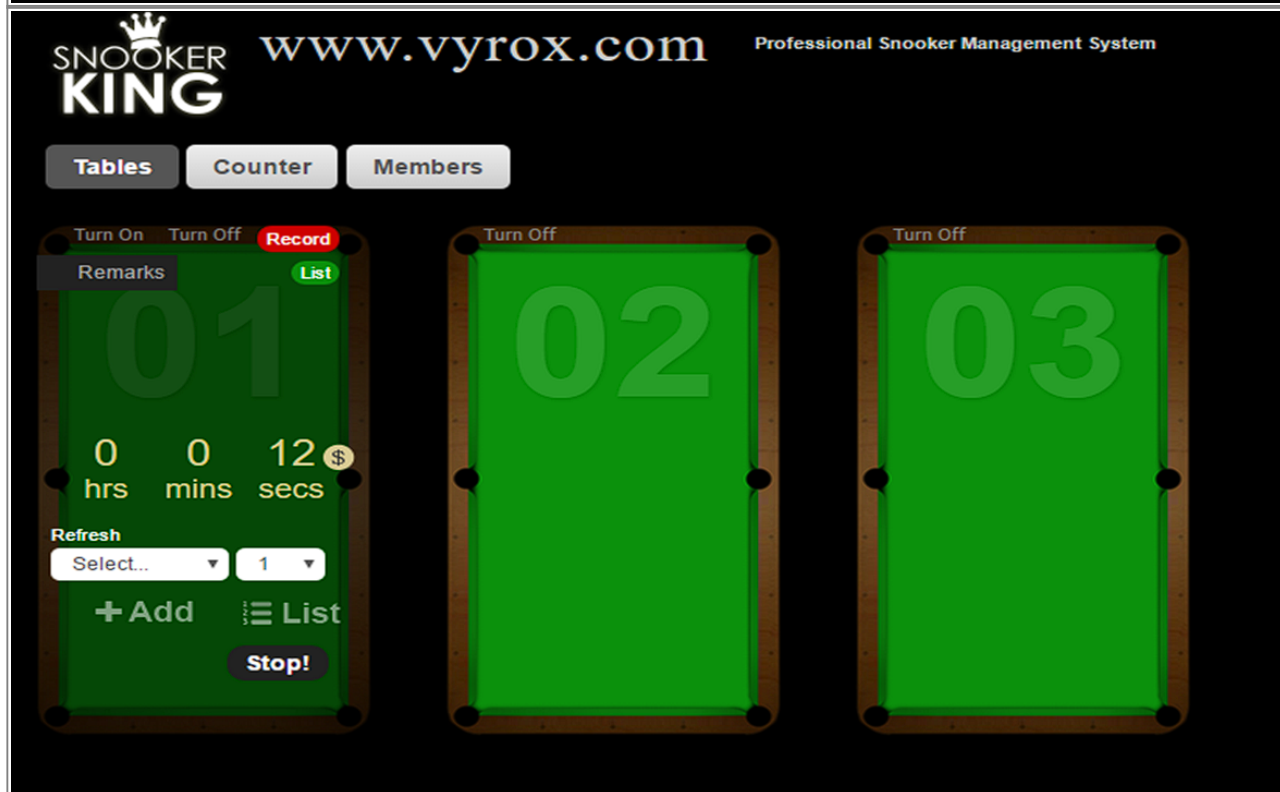 SNOOKER
KING
www.vyrox.com
Professional Snooker Management System
Tables Counter Members
Turn On Turn Off Record
Remarks List
01
0 0 12 $
hrs mins secs
Refresh
Select... 1
Add List
Stop!
Turn Off
02
Turn Off
03